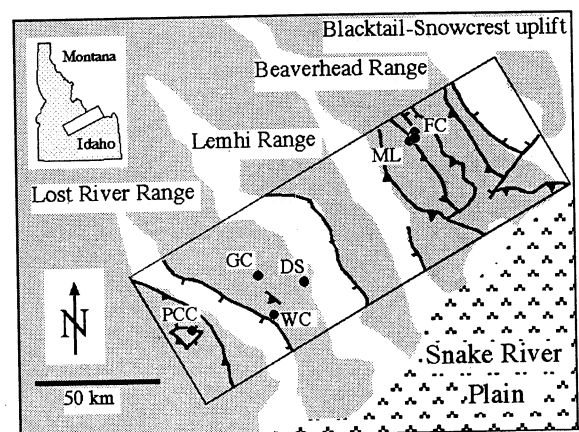 Blacktail-Snowcrest uplift
Montana
Beaverhead Range
FC
ML
Lemhi Range
Idaho
Lost River Range
GC
DS
PCC
WC
N
Snake River
Plain
50 km